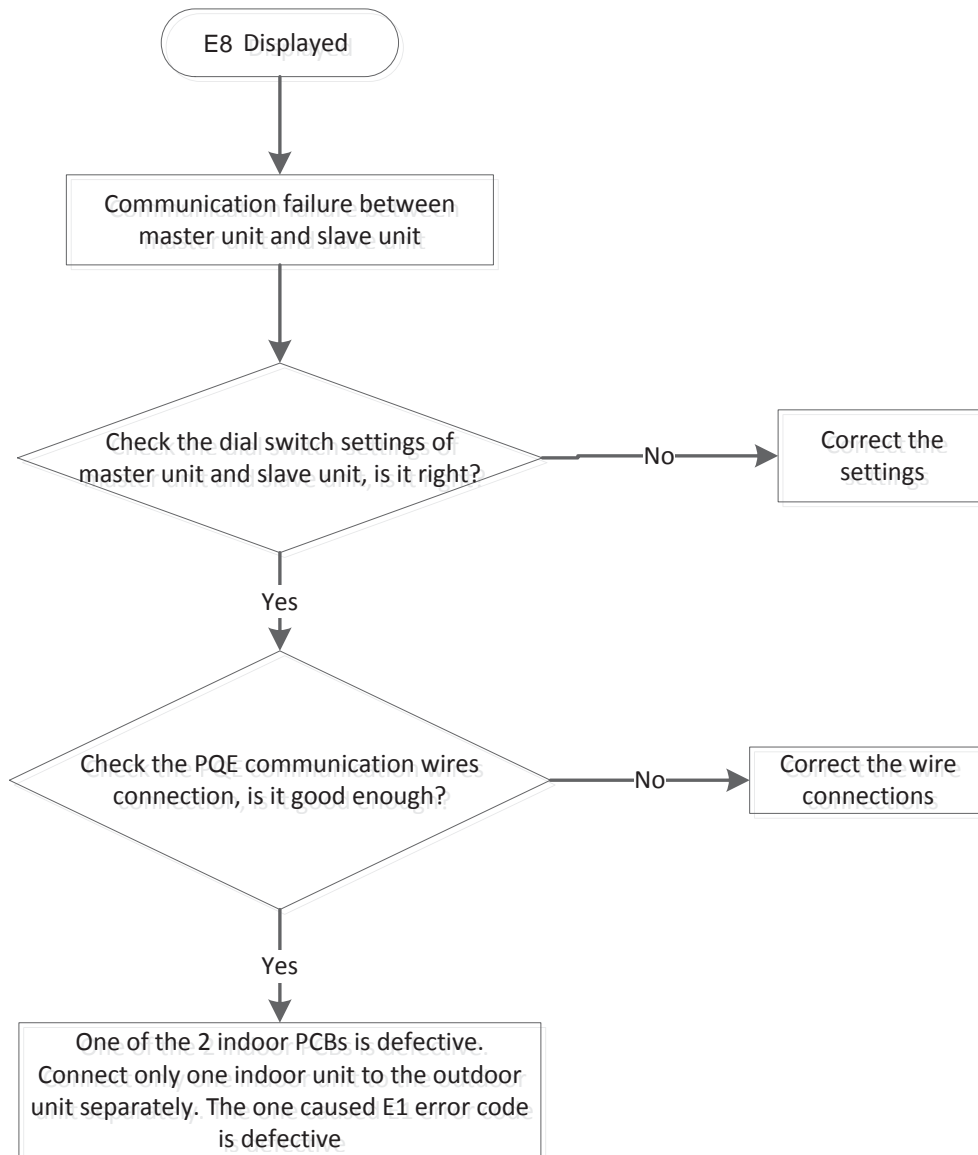 E8 Displayed
Communication failure between
master unit and slave unit
Check the dial switch settings of
master unit and slave unit, is it right?
No
Correct the
settings
Yes
Check the PQE communication wires
connection, is it good enough?
No
Correct the wire
connections
Yes
One of the 2 indoor PCBs is defective.
Connect only one indoor unit to the outdoor
unit separately. The one caused E1 error code
is defective